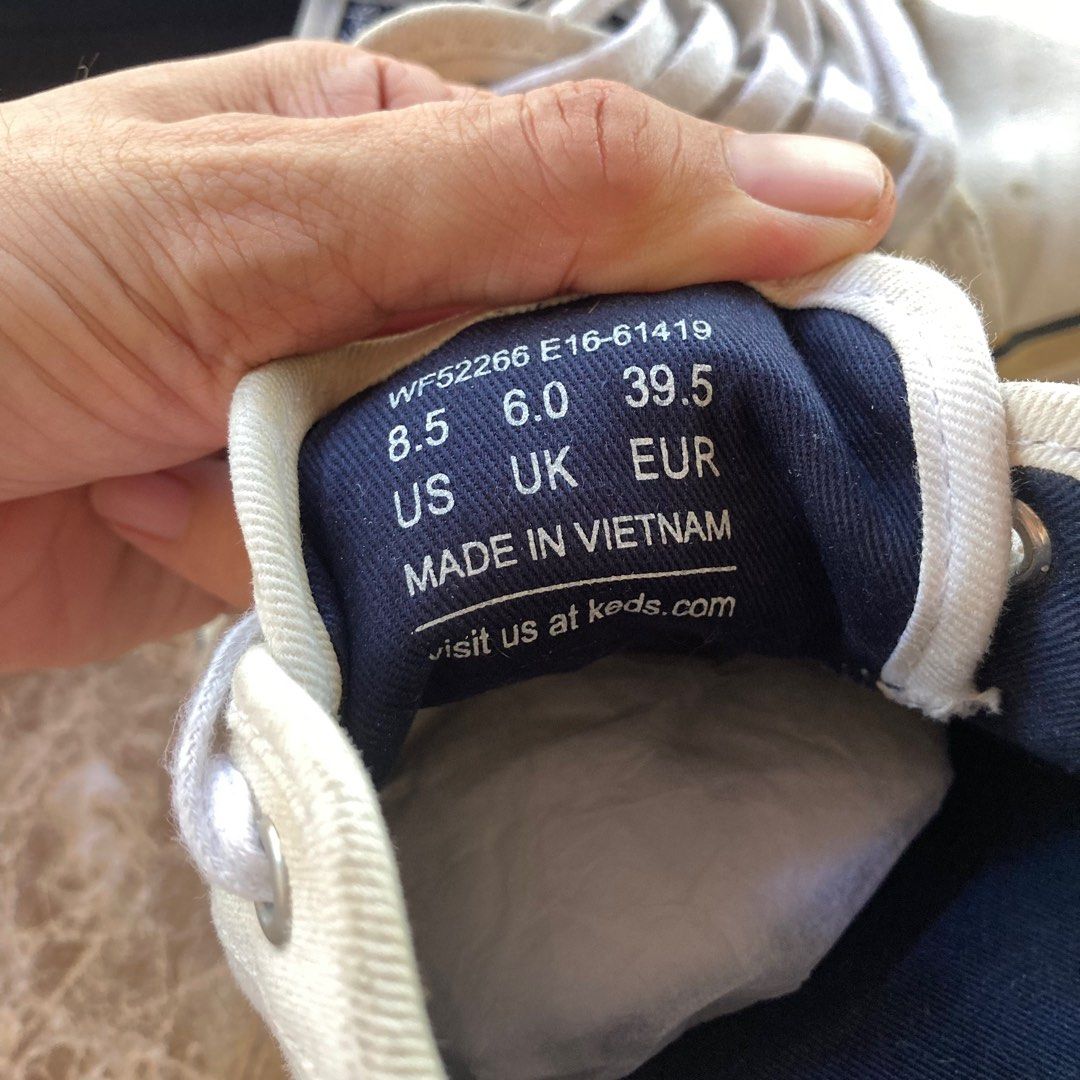 WF52266 E16-61419
8.5 6.0 39.5
US UK EUR
MADE IN VIETNAM
visit us at keds.com